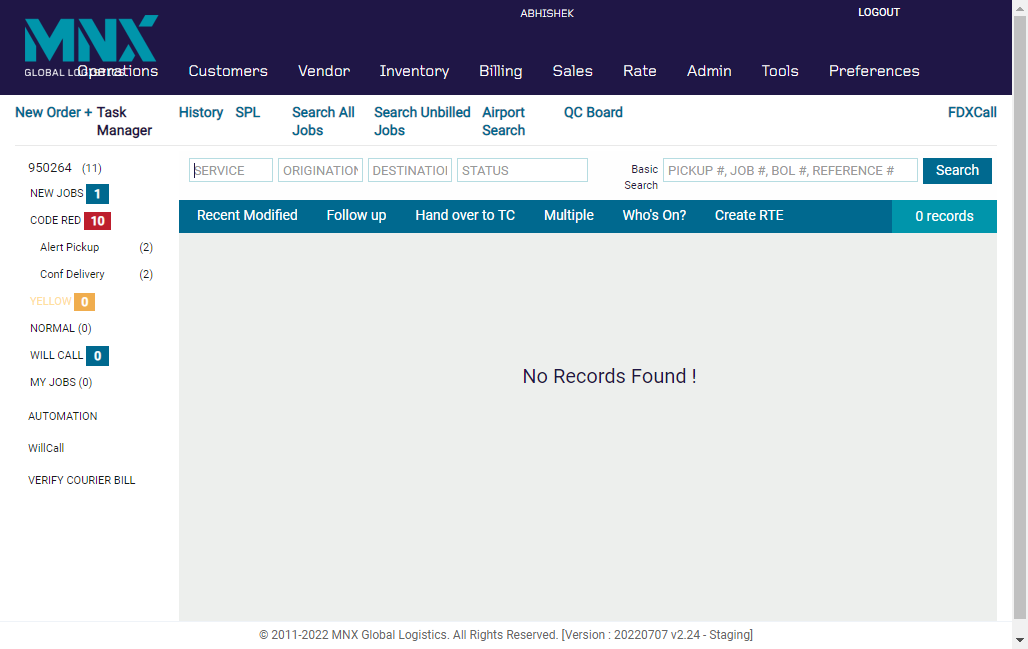 ABHISHEK
LOGOUT
MNX
GLOBAL LOGISTICS
Operations Customers Vendor Inventory Billing Sales Rate Admin Tools Preferences
New Order + Task Manager History SPL Search All Jobs Search Unbilled Jobs Airport Search QC Board FDXCall
950264 (11)
NEW JOBS 1
CODE RED 10
Alert Pickup (2)
Conf Delivery (2)
YELLOW 0
NORMAL (0)
WILL CALL 0
MY JOBS (0)
AUTOMATION
WillCall
VERIFY COURIER BILL
SERVICE ORIGINATION DESTINATION STATUS Basic Search PICKUP #, JOB #, BOL #, REFERENCE # Search
Recent Modified Follow up Hand over to TC Multiple Who's On? Create RTE 0 records
No Records Found !
© 2011-2022 MNX Global Logistics. All Rights Reserved. [Version : 20220707 v2.24 - Staging]